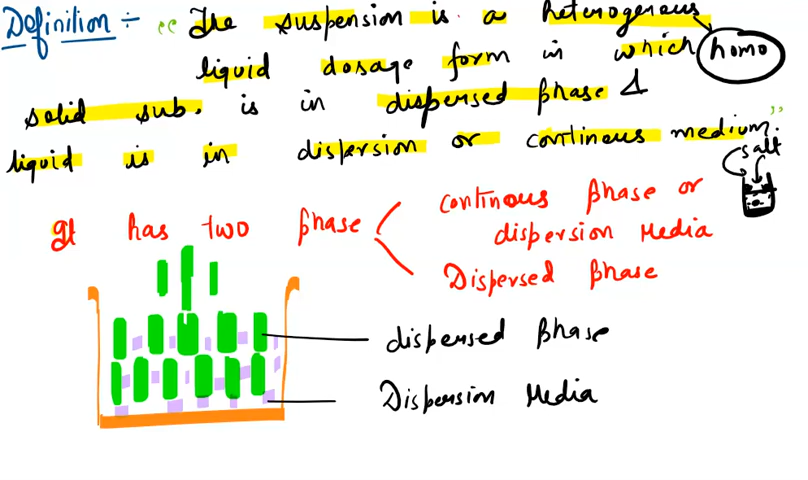 Definition ÷ “ The suspension is a heterogenous
liquid dosage form in which homo
solid sub. is in dispersed phase &
liquid is in dispersion or continous medium.”
salt
It has two phase
continous phase or
dispersion Media
Dispersed phase
dispersed phase
Dispersion Media